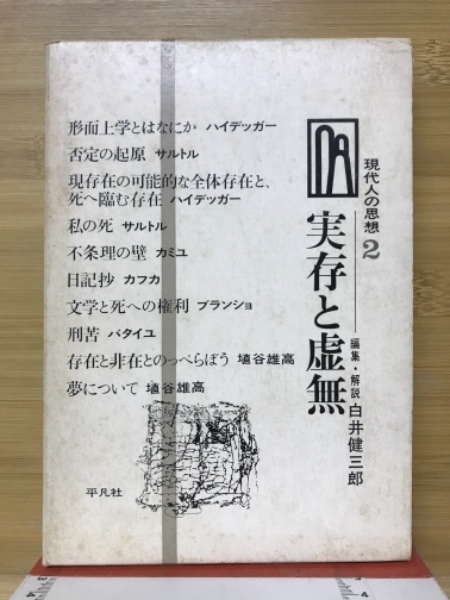 現代人の思想2
実存と虚無
編集・解説 白井健三郎
形而上学とはなにか ハイデッガー
否定の起原 サルトル
現存在の可能的な全体存在と、
死へ臨む存在 ハイデッガー
私の死 サルトル
不条理の壁 カミユ
日記抄 カフカ
文学と死への権利 ブランショ
刑苦 バタイユ
存在と非在とのっぺらぼう 埴谷雄高
夢について 埴谷雄高
平凡社